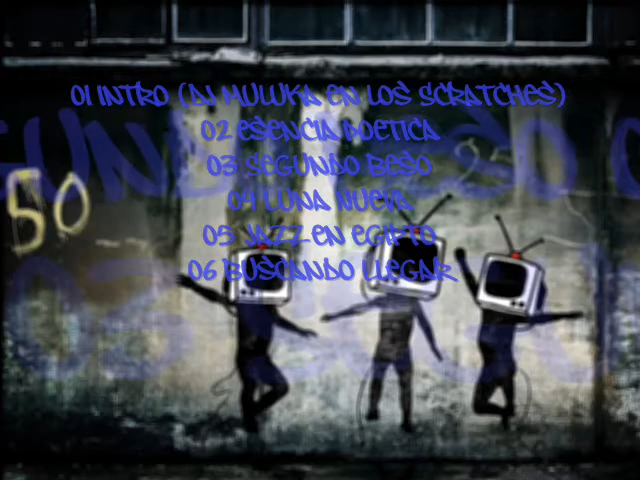 01 INTRO (DJ MULUKA EN LOS SCRATCHES)
02 ESENCIA POETICA
03 SEGUNDO BESO
04 LUNA NUEVA
05 JAZZ EN EGIPTO
06 BUSCANDO LLEGAR
50
25